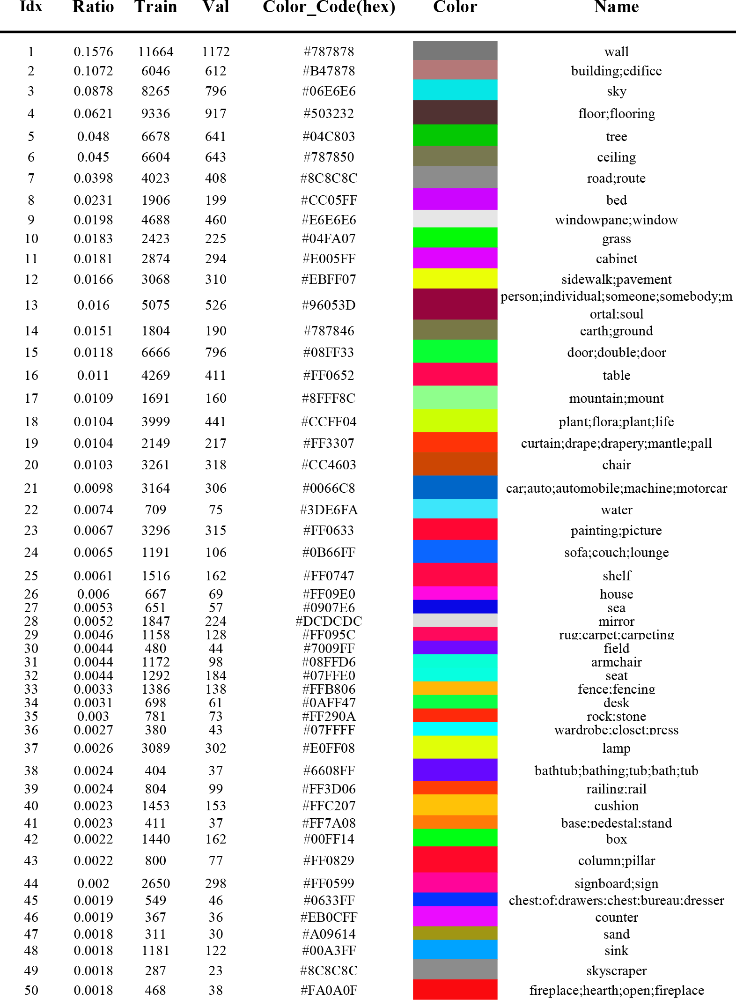 Idx Ratio Train Val Color_Code(hex) Color Name
1 0.1576 11664 1172 #787878 wall
2 0.1072 6046 612 #B47878 building;edifice
3 0.0878 8265 796 #06E6E6 sky
4 0.0621 9336 917 #503232 floor;flooring
5 0.048 6678 641 #04C803 tree
6 0.045 6604 643 #787850 ceiling
7 0.0398 4023 408 #8C8C8C road;route
8 0.0231 1906 199 #CC05FF bed
9 0.0198 4688 460 #E6E6E6 windowpane;window
10 0.0183 2423 225 #04FA07 grass
11 0.0181 2874 294 #E005FF cabinet
12 0.0166 3068 310 #EBFF07 sidewalk;pavement
13 0.016 5075 526 #96053D person;individual;someone;somebody;m
ortal;soul
14 0.0151 1804 190 #787846 earth;ground
15 0.0118 6666 796 #08FF33 door;double;door
16 0.011 4269 411 #FF0652 table
17 0.0109 1691 160 #8FFF8C mountain;mount
18 0.0104 3999 441 #CCFF04 plant;flora;plant;life
19 0.0104 2149 217 #FF3307 curtain;drape;drapery;mantle;pall
20 0.0103 3261 318 #CC4603 chair
21 0.0098 3164 306 #0066C8 car;auto;automobile;machine;motorcar
22 0.0074 709 75 #3DE6FA water
23 0.0067 3296 315 #FF0633 painting;picture
24 0.0065 1191 106 #0B66FF sofa;couch;lounge
25 0.0061 1516 162 #FF0747 shelf
26 0.006 667 69 #FF09E0 house
27 0.0053 651 57 #0907E6 sea
28 0.0052 1847 224 #DCDCDC mirror
29 0.0046 1158 128 #FF095C rug;carpet;carpeting
30 0.0044 480 44 #7009FF field
31 0.0044 1172 98 #08FFD6 armchair
32 0.0044 1292 184 #07FFE0 seat
33 0.0033 1386 138 #FFB806 fence;fencing
34 0.0031 698 61 #0AFF47 desk
35 0.003 781 73 #FF290A rock;stone
36 0.0027 380 43 #07FFFF wardrobe;closet;press
37 0.0026 3089 302 #E0FF08 lamp
38 0.0024 404 37 #6608FF bathtub;bathing;tub;bath;tub
39 0.0024 804 99 #FF3D06 railing;rail
40 0.0023 1453 153 #FFC207 cushion
41 0.0023 411 37 #FF7A08 base;pedestal;stand
42 0.0022 1440 162 #00FF14 box
43 0.0022 800 77 #FF0829 column;pillar
44 0.002 2650 298 #FF0599 signboard;sign
45 0.0019 549 46 #0633FF chest;of;drawers;chest;bureau;dresser
46 0.0019 367 36 #EB0CFF counter
47 0.0018 311 30 #A09614 sand
48 0.0018 1181 122 #00A3FF sink
49 0.0018 287 23 #8C8C8C skyscraper
50 0.0018 468 38 #FA0A0F fireplace;hearth;open;fireplace